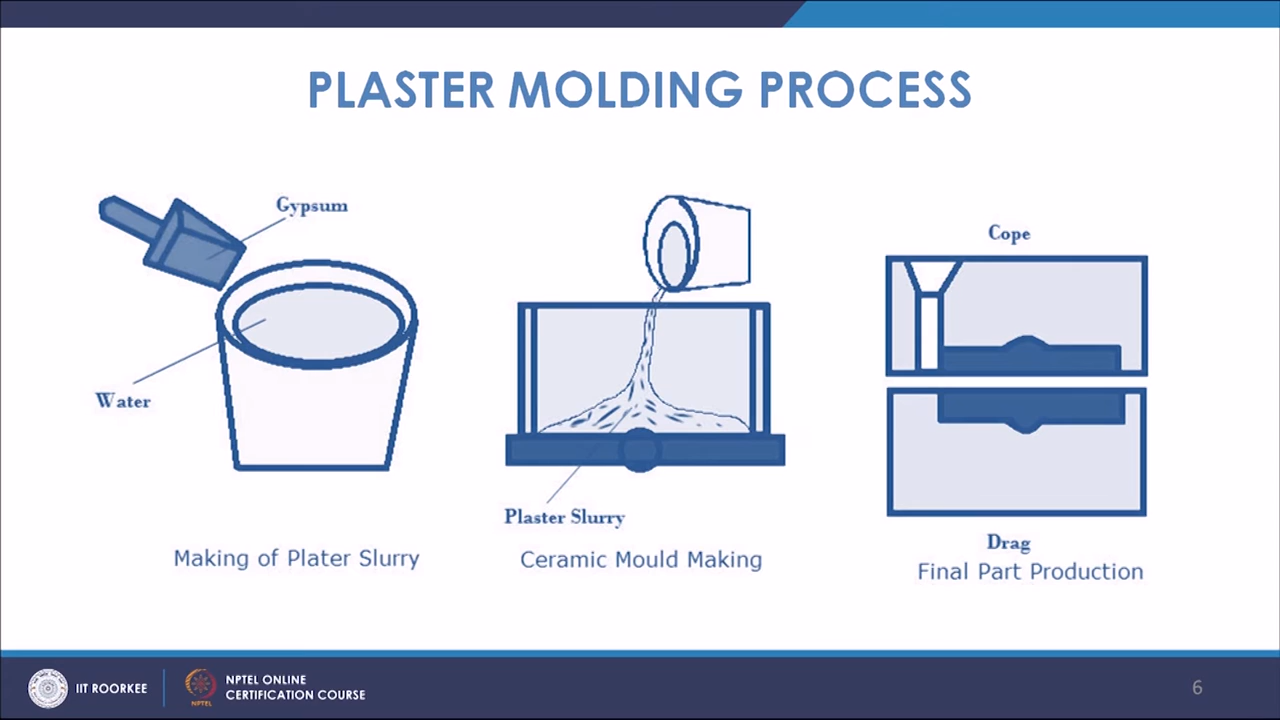 PLASTER MOLDING PROCESS
Gypsum
Water
Making of Plater Slurry
Plaster Slurry
Ceramic Mould Making
Cope
Drag
Final Part Production
IIT ROORKEE
NPTEL
NPTEL ONLINE
CERTIFICATION COURSE
6